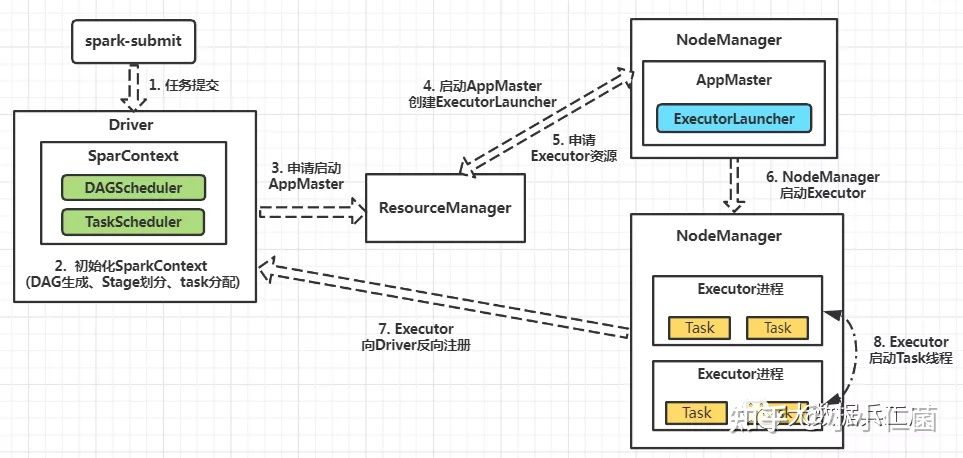 spark-submit
1. 任务提交
Driver
SparContext
DAGScheduler
TaskScheduler
2. 初始化SparkContext
(DAG生成、Stage划分、task分配)
3. 申请启动
AppMaster
ResourceManager
4. 启动AppMaster
创建ExecutorLauncher
5. 申请
Executor资源
NodeManager
AppMaster
ExecutorLauncher
6. NodeManager
启动Executor
NodeManager
Executor进程
Task
Task
7. Executor
向Driver反向注册
8. Executor
启动Task线程
Executor进程
Task
知乎